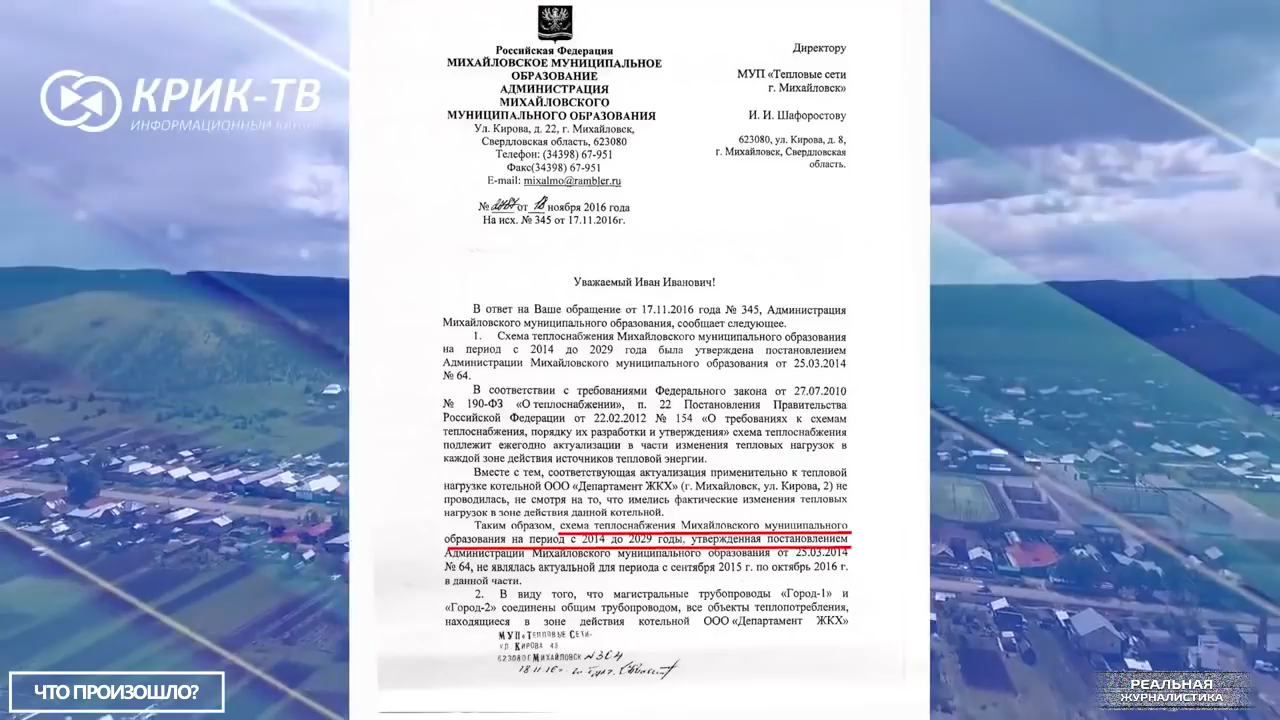 КРИК-ТВ
ИНФОРМАЦИОННЫЙ
Российская Федерация
МИХАЙЛОВСКОЕ МУНИЦИПАЛЬНОЕ
ОБРАЗОВАНИЕ
АДМИНИСТРАЦИЯ
МИХАЙЛОВСКОГО
МУНИЦИПАЛЬНОГО ОБРАЗОВАНИЯ
Ул. Кирова, д. 22, г. Михайловск,
Свердловская область, 623080
Телефон: (34398) 67-951
Факс(34398) 67-951
E-mail: mixalmo@rambler.ru
№ от 18 ноября 2016 года
На исх. № 345 от 17.11.2016г.
Директору
МУП «Тепловые сети
г. Михайловск»
И. И. Шафоростову
623080, ул. Кирова, д. 8,
г. Михайловск, Свердловская
область.
Уважаемый Иван Иванович!
В ответ на Ваше обращение от 17.11.2016 года № 345, Администрация
Михайловского муниципального образования, сообщает следующее.
1. Схема теплоснабжения Михайловского муниципального образования
на период с 2014 до 2029 года была утверждена постановлением
Администрации Михайловского муниципального образования от 25.03.2014
№ 64.
В соответствии с требованиями Федерального закона от 27.07.2010
№ 190-ФЗ «О теплоснабжении», п. 22 Постановления Правительства
Российской Федерации от 22.02.2012 № 154 «О требованиях к схемам
теплоснабжения, порядку их разработки и утверждения» схема теплоснабжения
подлежит ежегодно актуализации в части изменения тепловых нагрузок в
каждой зоне действия источников тепловой энергии.
Вместе с тем, соответствующая актуализация применительно к тепловой
нагрузке котельной ООО «Департамент ЖКХ» (г. Михайловск, ул. Кирова, 2) не
проводилась, не смотря на то, что имелись фактические изменения тепловых
нагрузок в зоне действия данной котельной.
Таким образом, схема теплоснабжения Михайловского муниципального
образования на период с 2014 до 2029 годы, утвержденная постановлением
Администрации Михайловского муниципального образования от 25.03.2014
№ 64, не являлась актуальной для периода с сентября 2015 г. по октябрь 2016 г.
в данной части.
2. В виду того, что магистральные трубопроводы «Город-1» и
«Город-2» соединены общим трубопроводом, все объекты теплопотребления,
находящиеся в зоне действия котельной ООО «Департамент ЖКХ»
МУП «Тепловые Сети»
ул Кирова 43
623080 г Михайловск №364
18.11.16г.
ЧТО ПРОИЗОШЛО?
РЕАЛЬНАЯ
ЖУРНАЛИСТИКА